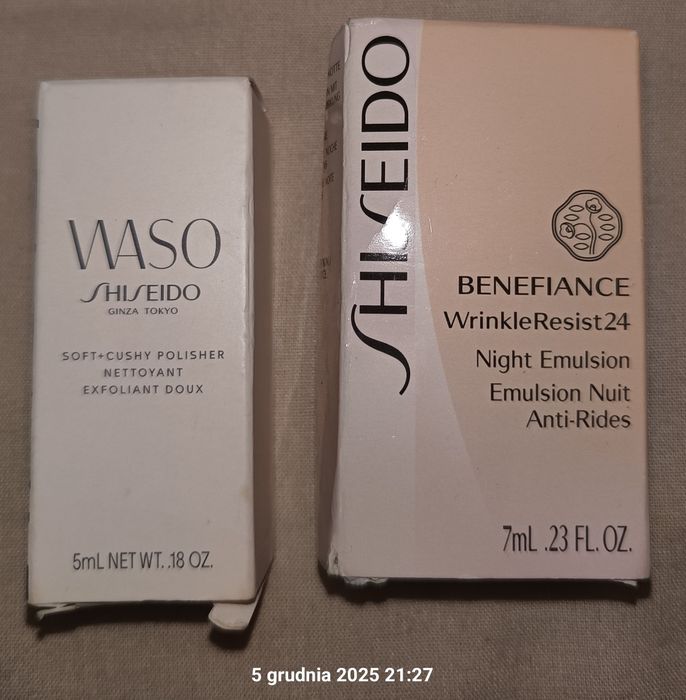 WASO
SHISEIDO
GINZA TOKYO
SOFT+CUSHY POLISHER
NETTOYANT
EXFOLIANT DOUX
5mL NET WT. .18 OZ.
SHISEIDO
BENEFIANCE
WrinkleResist24
Night Emulsion
Emulsion Nuit
Anti-Rides
7mL .23 FL. OZ.
5 grudnia 2025 21:27